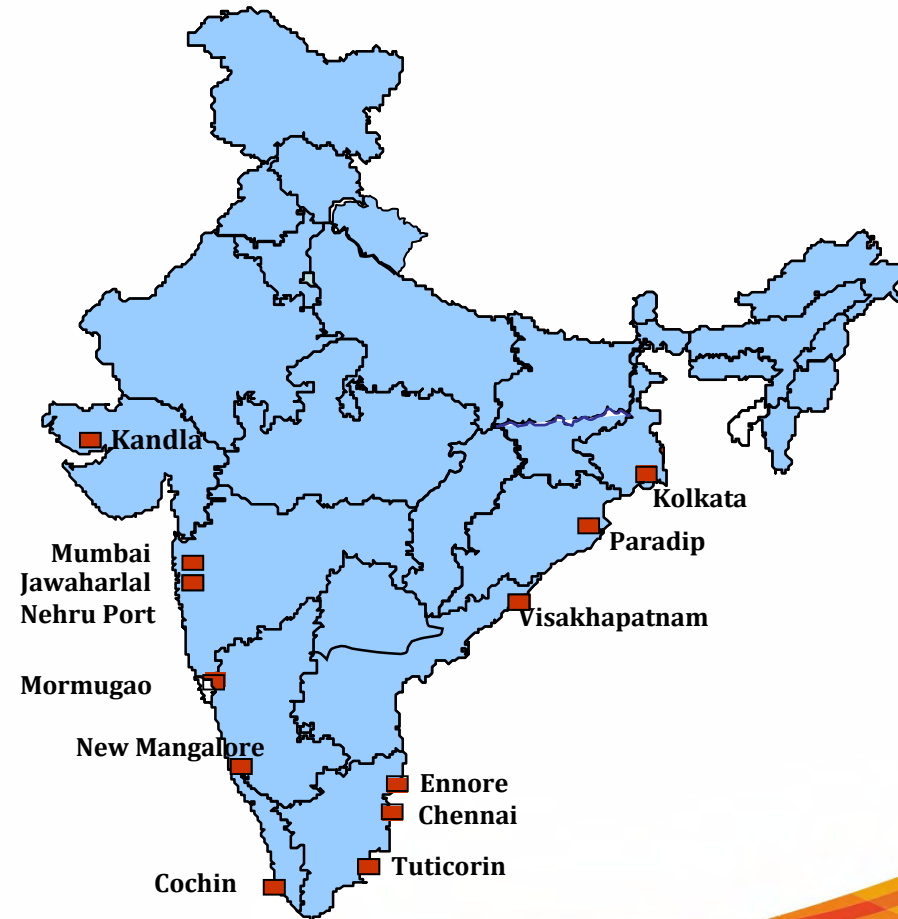 Kandla
Kolkata
Paradip
Mumbai
Jawaharlal
Nehru Port
Visakhapatnam
Mormugao
New Mangalore
Ennore
Chennai
Tuticorin
Cochin